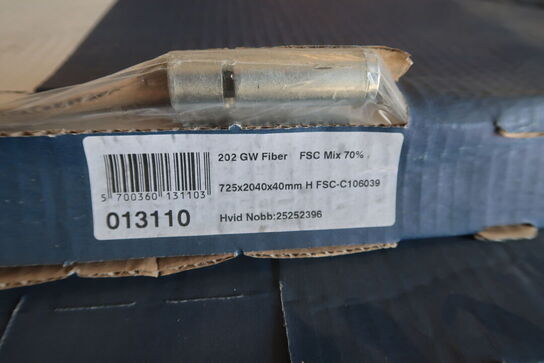 202 GW Fiber FSC Mix 70%
725x2040x40mm H FSC-C106039
5 700360 131103
013110
Hvid Nobb:25252396